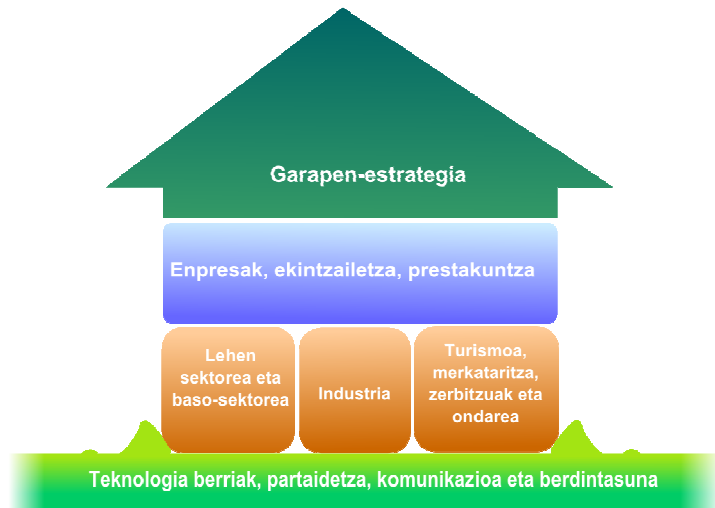 Garapen-estrategia
Enpresak, ekintzailetza, prestakuntza
Lehen
sektorea eta
baso-sektorea
Industria
Turismoa,
merkataritza,
zerbitzuak eta
ondarea
Teknologia berriak, partaidetza, komunikazioa eta berdintasuna